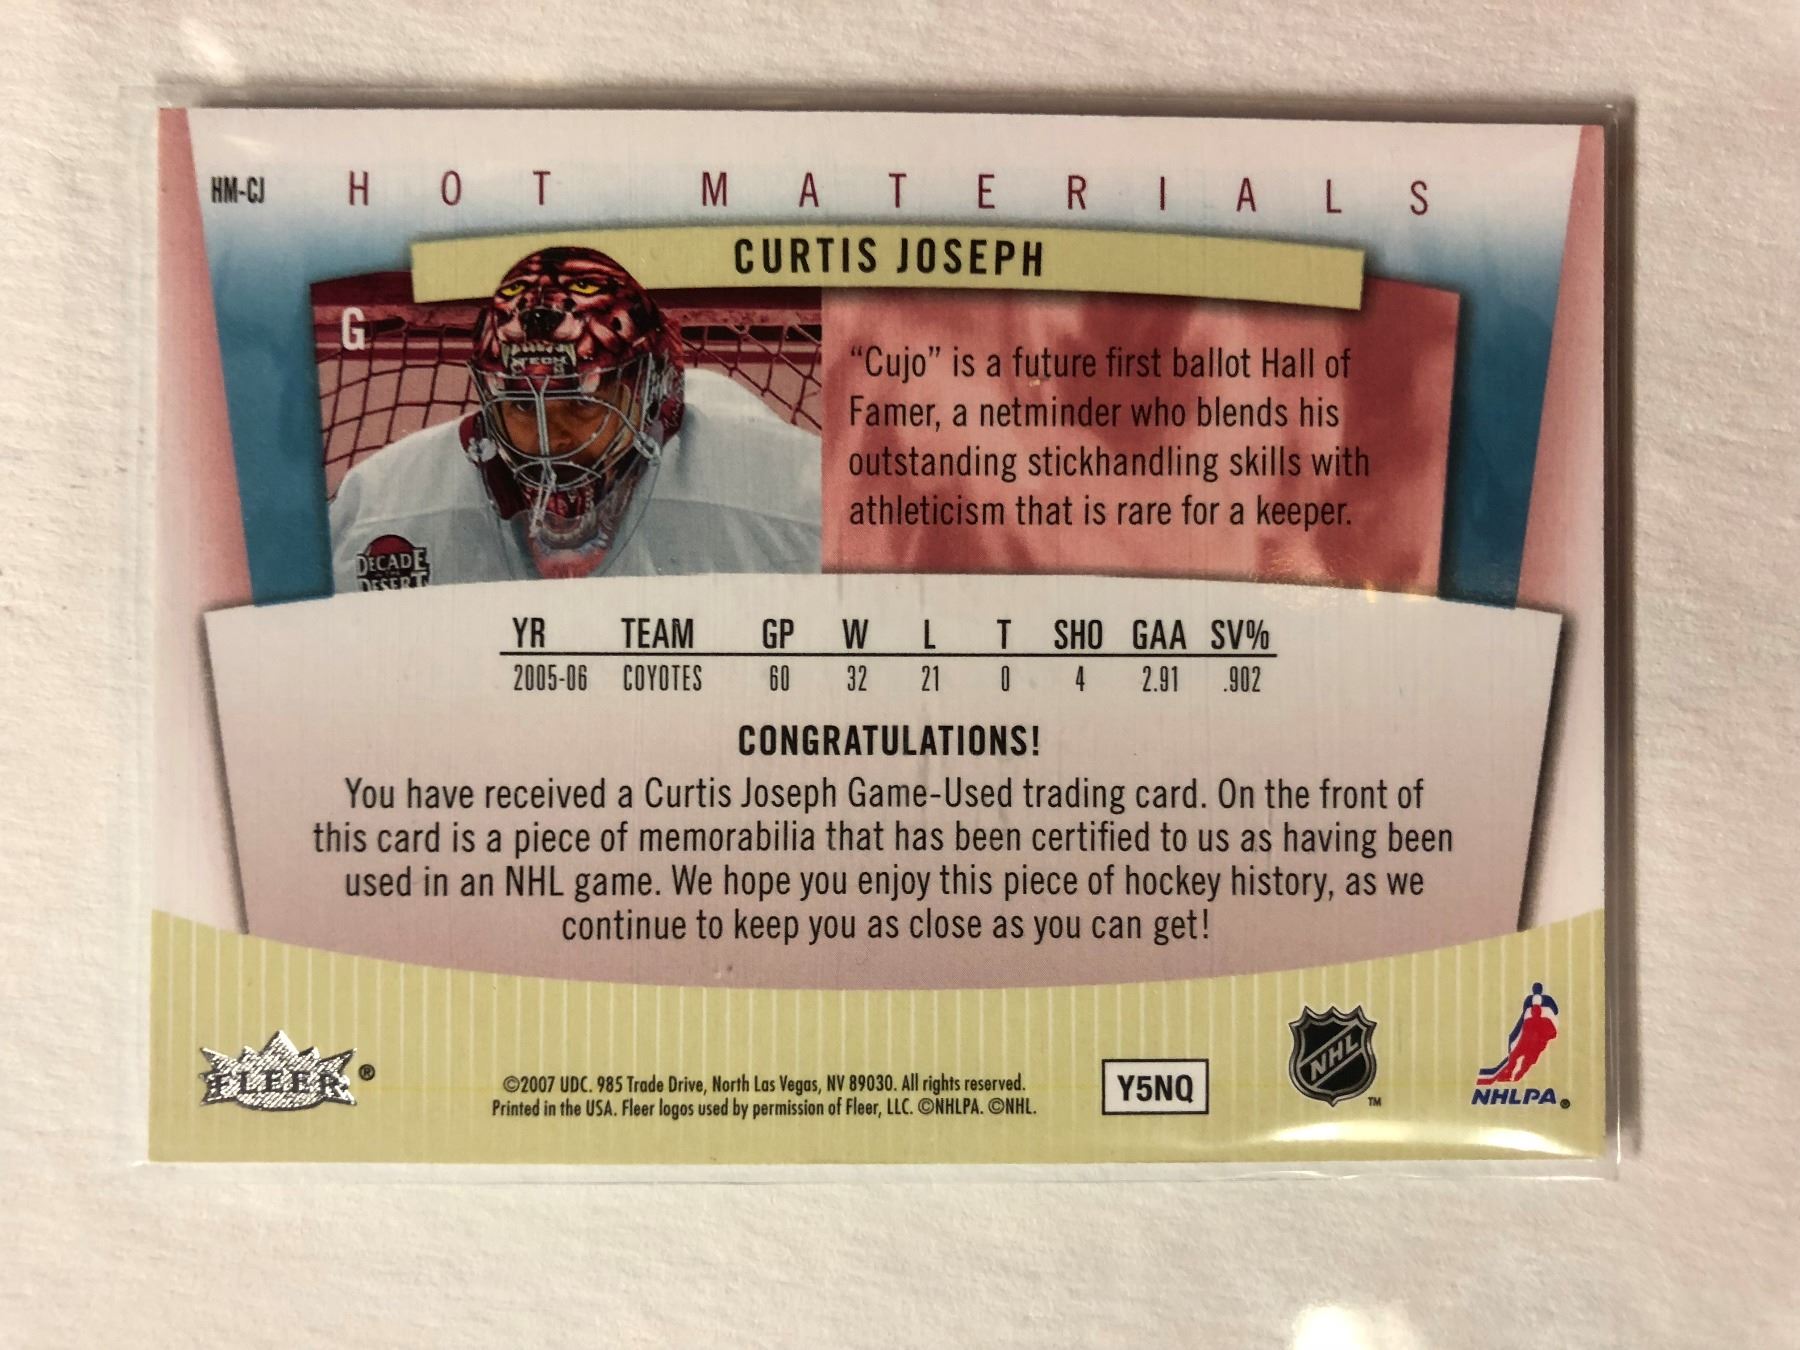 HM-CJ HOT MATERIALS
CURTIS JOSEPH
G
TECH
DECADE
DESERT
“Cujo” is a future first ballot Hall of
Famer, a netminder who blends his
outstanding stickhandling skills with
athleticism that is rare for a keeper.
YR TEAM GP W L T SHO GAA SV%
2005-06 COYOTES 60 32 21 0 4 2.91 .902
CONGRATULATIONS!
You have received a Curtis Joseph Game-Used trading card. On the front of
this card is a piece of memorabilia that has been certified to us as having been
used in an NHL game. We hope you enjoy this piece of hockey history, as we
continue to keep you as close as you can get!
FLEER®
©2007 UDC. 985 Trade Drive, North Las Vegas, NV 89030. All rights reserved.
Printed in the USA. Fleer logos used by permission of Fleer, LLC. ©NHLPA. ©NHL.
Y5NQ
NHL TM
NHLPA®